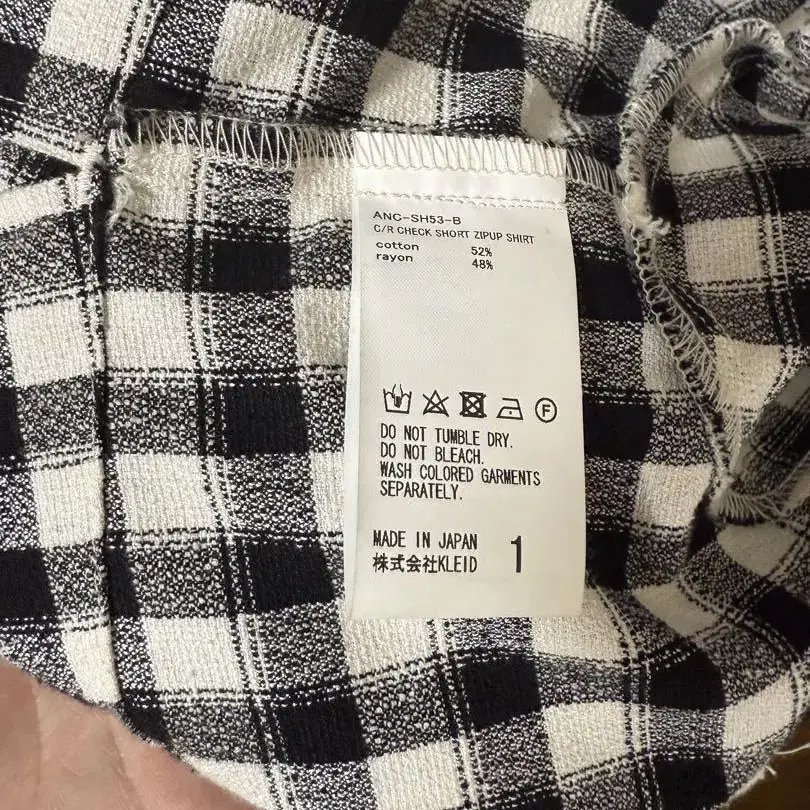 ANC-SH53-B
C/R CHECK SHORT ZIPUP SHIRT
cotton 52%
rayon 48%
F
DO NOT TUMBLE DRY.
DO NOT BLEACH.
WASH COLORED GARMENTS
SEPARATELY.
MADE IN JAPAN
株式会社KLEID
1